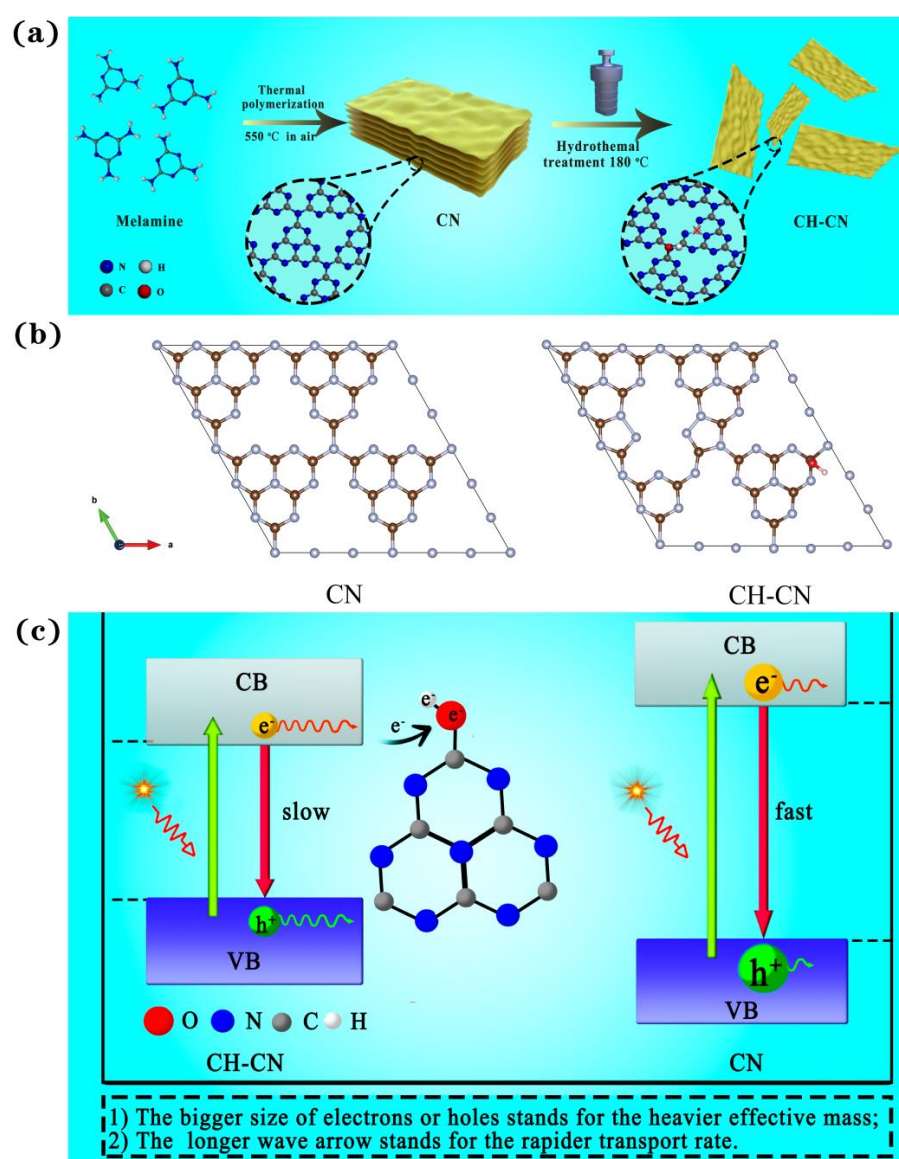 (a)
Thermal
polymerization
550 °C in air
Hydrothemal
treatment 180 °C
Melamine
CN
CH-CN
N
H
C
O
(b)
b
a
CN
CH-CN
(c)
CB
e-
slow
h+
VB
e-
e-
e-
CB
e-
fast
h+
VB
O N C H
CH-CN
CN
1) The bigger size of electrons or holes stands for the heavier effective mass;
2) The longer wave arrow stands for the rapider transport rate.